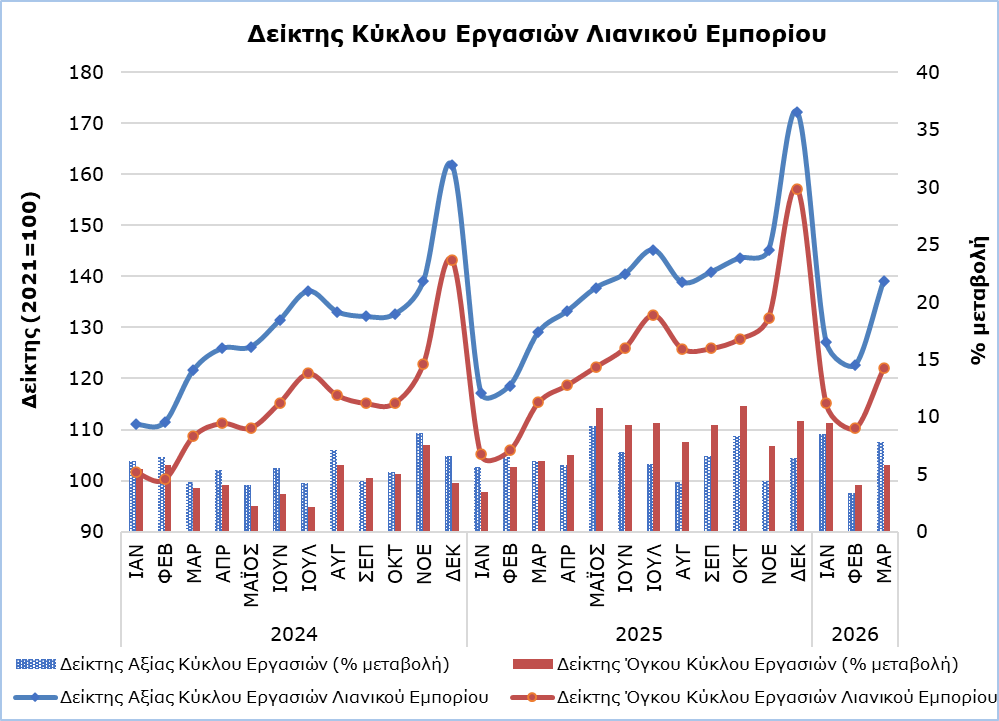 Δείκτης Κύκλου Εργασιών Λιανικού Εμπορίου
Δείκτης (2021=100)
180
170
160
150
140
130
120
110
100
90
40
35
30
25
20
15
10
5
0
% μεταβολή
ΙΑΝ ΦΕΒ ΜΑΡ ΑΠΡ ΜΑΪΟΣ ΙΟΥΝ ΙΟΥΛ ΑΥΓ ΣΕΠ ΟΚΤ ΝΟΕ ΔΕΚ ΙΑΝ ΦΕΒ ΜΑΡ ΑΠΡ ΜΑΪΟΣ ΙΟΥΝ ΙΟΥΛ ΑΥΓ ΣΕΠ ΟΚΤ ΝΟΕ ΔΕΚ ΙΑΝ ΦΕΒ ΜΑΡ
2024 2025 2026
Δείκτης Αξίας Κύκλου Εργασιών (% μεταβολή) Δείκτης Όγκου Κύκλου Εργασιών (% μεταβολή)
Δείκτης Αξίας Κύκλου Εργασιών Λιανικού Εμπορίου Δείκτης Όγκου Κύκλου Εργασιών Λιανικού Εμπορίου